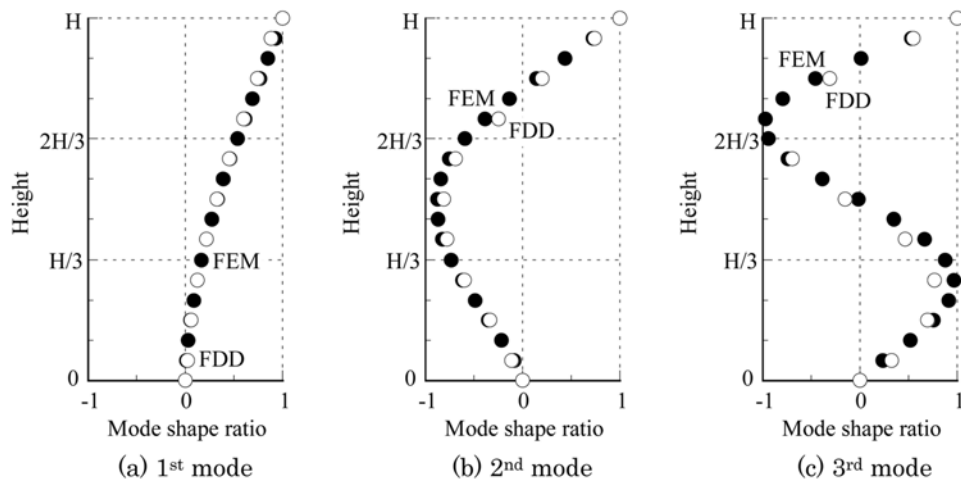 H
2H/3
H/3
0
Height
FEM
FDD
-1 0 1
Mode shape ratio
(a) 1st mode
H
2H/3
H/3
0
Height
FEM
FDD
-1 0 1
Mode shape ratio
(b) 2nd mode
H
2H/3
H/3
0
Height
FEM
FDD
-1 0 1
Mode shape ratio
(c) 3rd mode